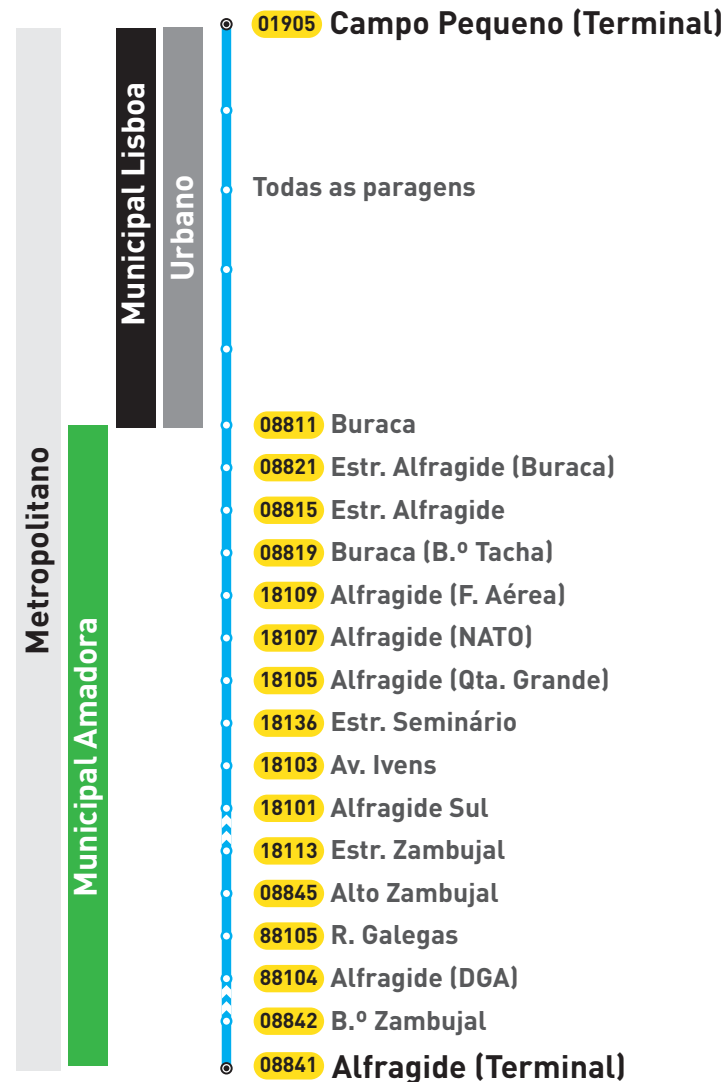 01905 Campo Pequeno (Terminal)
Metropolitano
Municipal Lisboa
Urbano
Municipal Amadora
Todas as paragens
08811 Buraca
08821 Estr. Alfragide (Buraca)
08815 Estr. Alfragide
08819 Buraca (B.º Tacha)
18109 Alfragide (F. Aérea)
18107 Alfragide (NATO)
18105 Alfragide (Qta. Grande)
18136 Estr. Seminário
18103 Av. Ivens
18101 Alfragide Sul
18113 Estr. Zambujal
08845 Alto Zambujal
88105 R. Galegas
88104 Alfragide (DGA)
08842 B.º Zambujal
08841 Alfragide (Terminal)